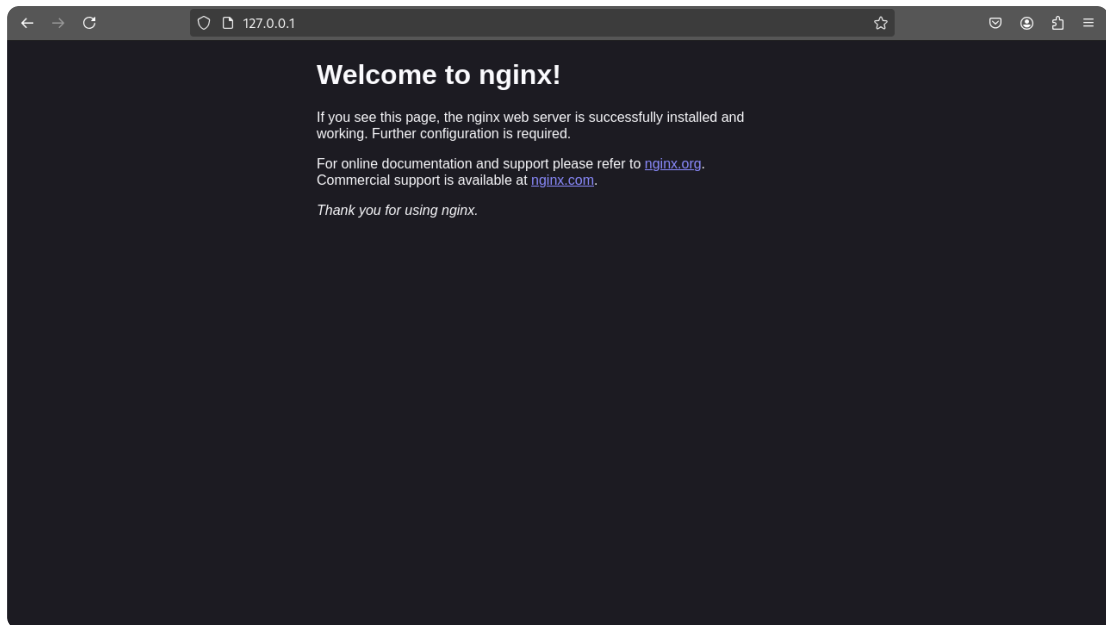 127.0.0.1
Welcome to nginx!
If you see this page, the nginx web server is successfully installed and
working. Further configuration is required.
For online documentation and support please refer to nginx.org.
Commercial support is available at nginx.com.
Thank you for using nginx.